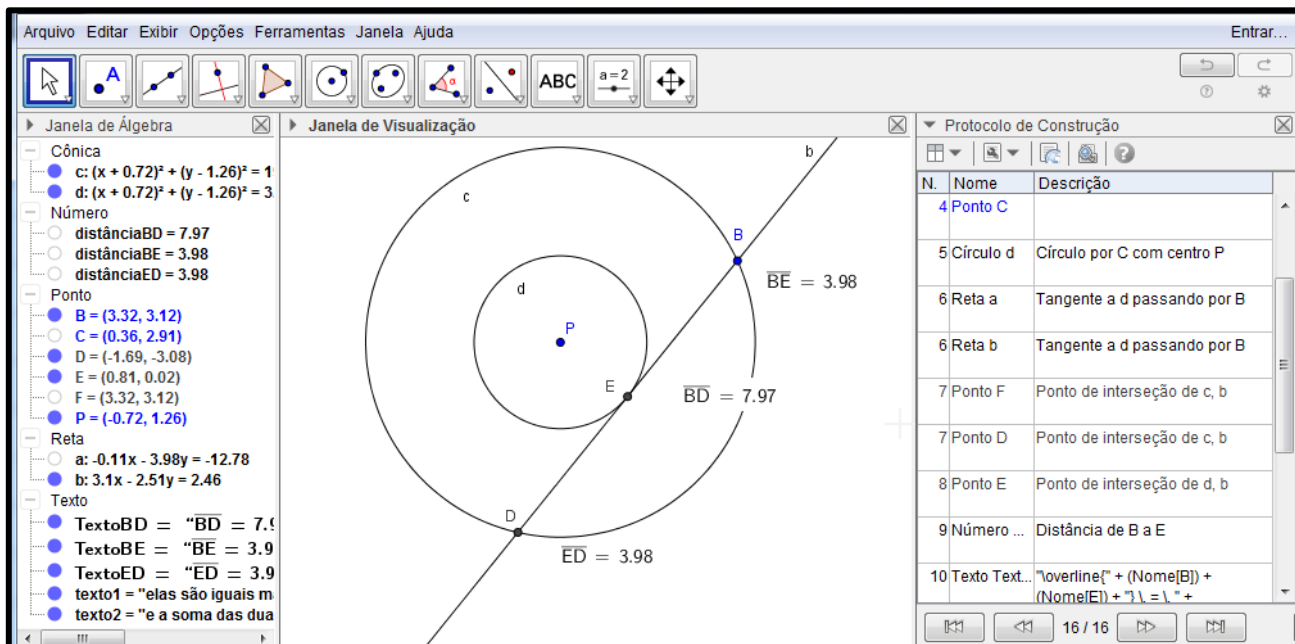 Arquivo Editar Exibir Opções Ferramentas Janela Ajuda Entrar...
A α ABC a=2
Janela de Álgebra
Cônica
c: (x + 0.72)² + (y - 1.26)² = 1
d: (x + 0.72)² + (y - 1.26)² = 3.
Número
distânciaBD = 7.97
distânciaBE = 3.98
distânciaED = 3.98
Ponto
B = (3.32, 3.12)
C = (0.36, 2.91)
D = (-1.69, -3.08)
E = (0.81, 0.02)
F = (3.32, 3.12)
P = (-0.72, 1.26)
Reta
a: -0.11x - 3.98y = -12.78
b: 3.1x - 2.51y = 2.46
Texto
TextoBD = "BD = 7.9
TextoBE = "BE = 3.9
TextoED = "ED = 3.9
texto1 = "elas são iguais m
texto2 = "e a soma das dua
Janela de Visualização
b
c
B
BE = 3.98
d
P
E
BD = 7.97
D
ED = 3.98
Protocolo de Construção
N. Nome Descrição
4 Ponto C
5 Círculo d Círculo por C com centro P
6 Reta a Tangente a d passando por B
6 Reta b Tangente a d passando por B
7 Ponto F Ponto de interseção de c, b
7 Ponto D Ponto de interseção de c, b
8 Ponto E Ponto de interseção de d, b
9 Número ... Distância de B a E
10 Texto Text... "\overline{" + (Nome[B]) +
(Nome[E]) + "} \, = \, " +
16 / 16